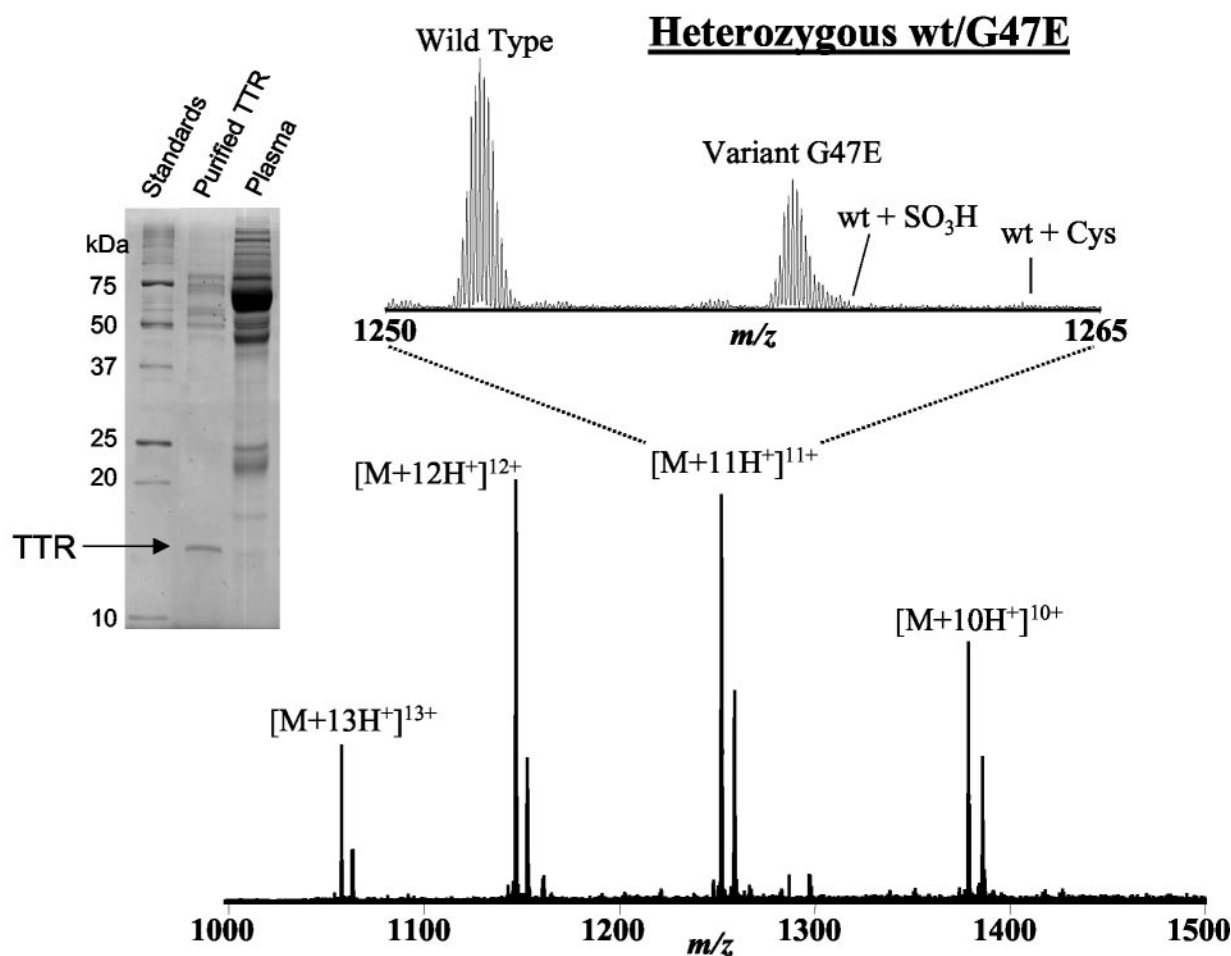 Heterozygous wt/G47E
Wild Type
Variant G47E
wt + SO₃H
wt + Cys
1250
m/z
1265
Standards
Purified TTR
Plasma
kDa
75
50
37
25
20
TTR
10
[M+13H⁺]¹³⁺
[M+12H⁺]¹²⁺
[M+11H⁺]¹¹⁺
[M+10H⁺]¹⁰⁺
1000
1100
1200
m/z
1300
1400
1500